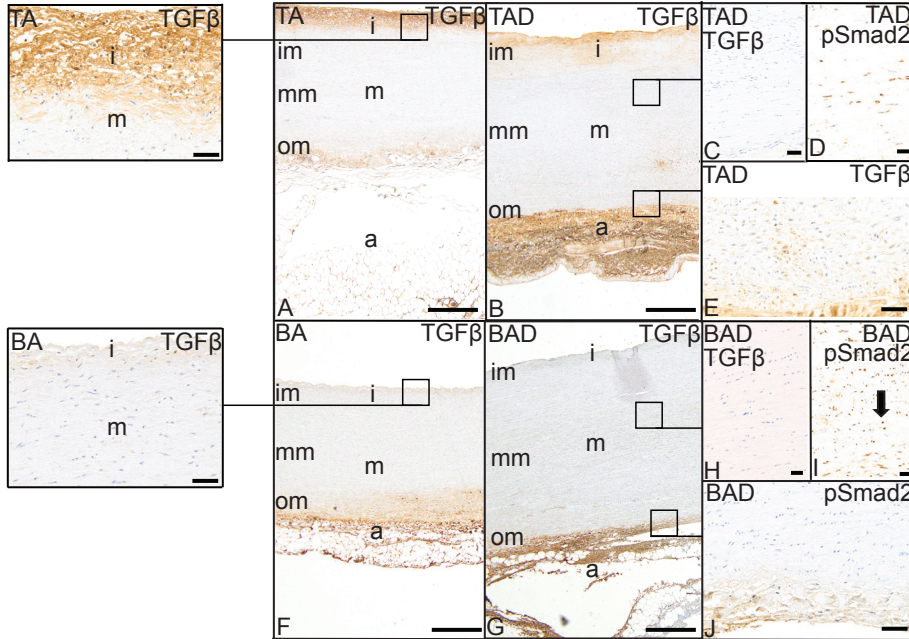 TA TGFβ
i
m
TA TGFβ
i
im
mm m
om
a
A
TAD TGFβ
i
im
mm m
om
a
B
TAD
TGFβ
C
TAD
pSmad2
D
TAD TGFβ
E
BA TGFβ
i
m
BA TGFβ
im i
mm m
om
a
F
BAD TGFβ
i
im
mm m
om
a
G
BAD
TGFβ
H
BAD
pSmad2
I
BAD pSmad2
J